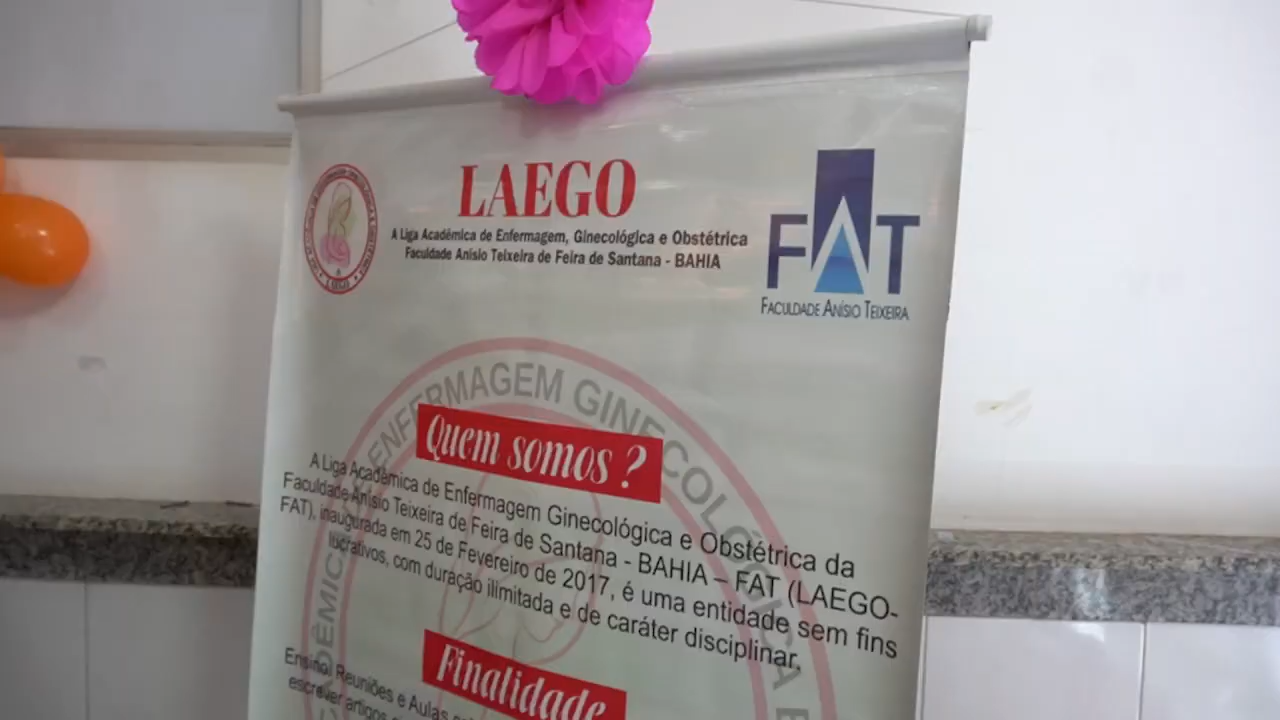 LAEGO
A Liga Acadêmica de Enfermagem, Ginecológica e Obstétrica
Faculdade Anísio Teixeira de Feira de Santana - BAHIA
FAT
FACULDADE ANÍSIO TEIXEIRA
ENFERMAGEM GINECOLÓGICA E
Quem somos ?
A Liga Acadêmica de Enfermagem Ginecológica e Obstétrica da
Faculdade Anísio Teixeira de Feira de Santana - BAHIA – FAT (LAEGO-
FAT), inaugurada em 25 de Fevereiro de 2017, é uma entidade sem fins
lucrativos, com duração ilimitada e de caráter disciplinar,
Finalidade
Ensino, Reuniões e Aulas
escrever artigos